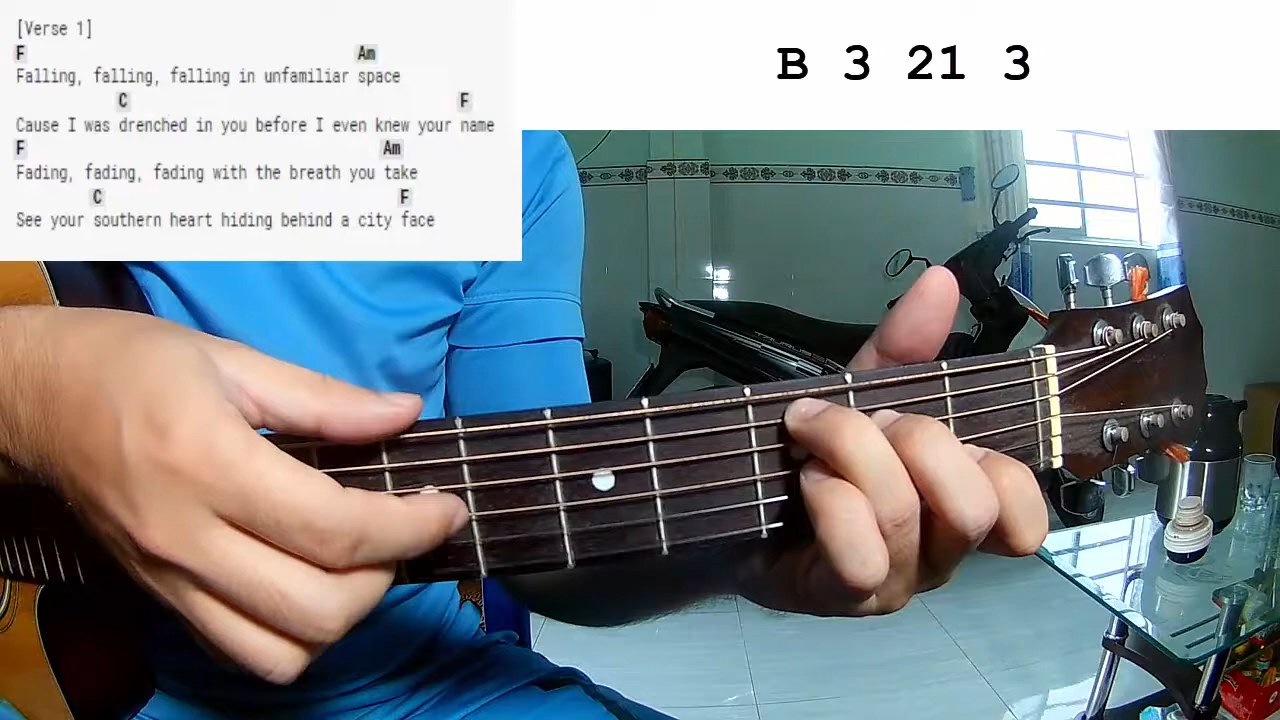 [Verse 1]
F Am
Falling, falling, falling in unfamiliar space
C F
Cause I was drenched in you before I even knew your name
F Am
Fading, fading, fading with the breath you take
C F
See your southern heart hiding behind a city face
B 3 21 3
TAURUS